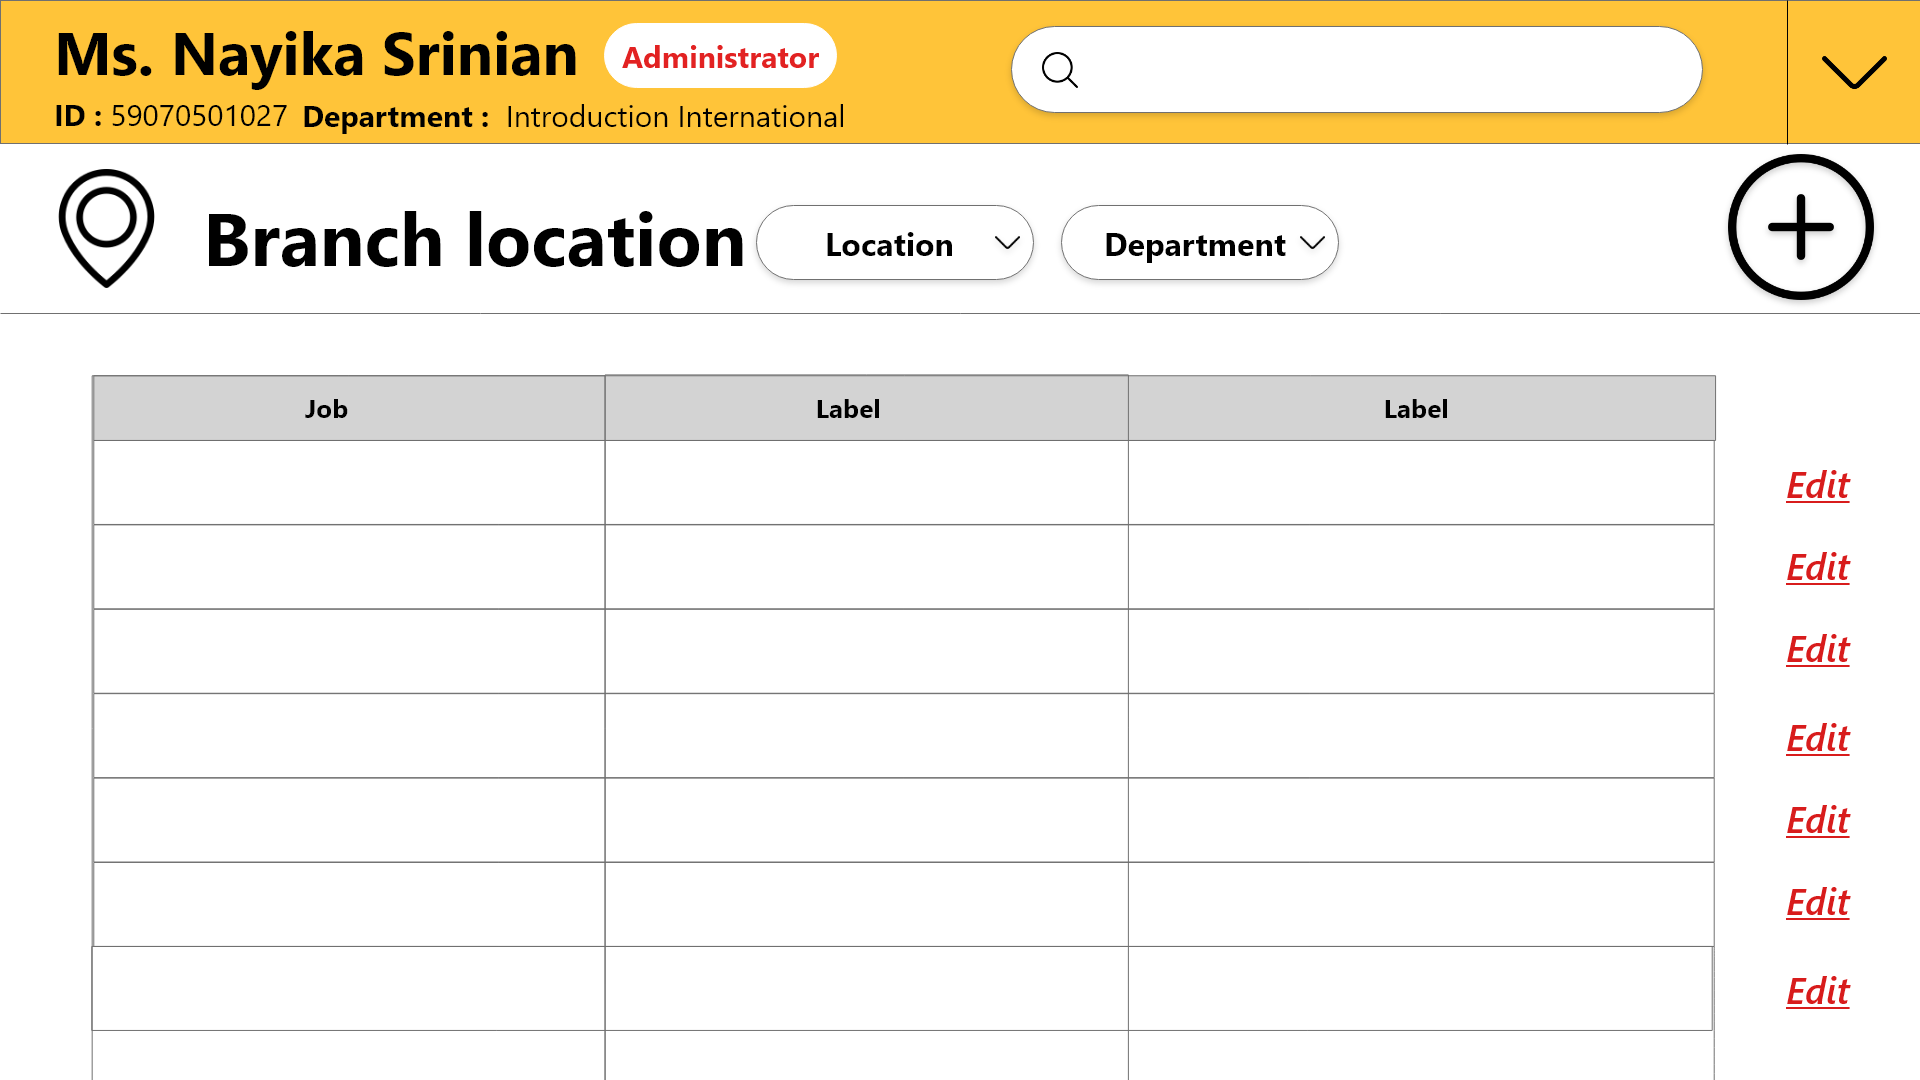 Ms. Nayika Srinian Administrator
ID : 59070501027 Department : Introduction International
Branch location Location Department
Job Label Label
Edit
Edit
Edit
Edit
Edit
Edit
Edit